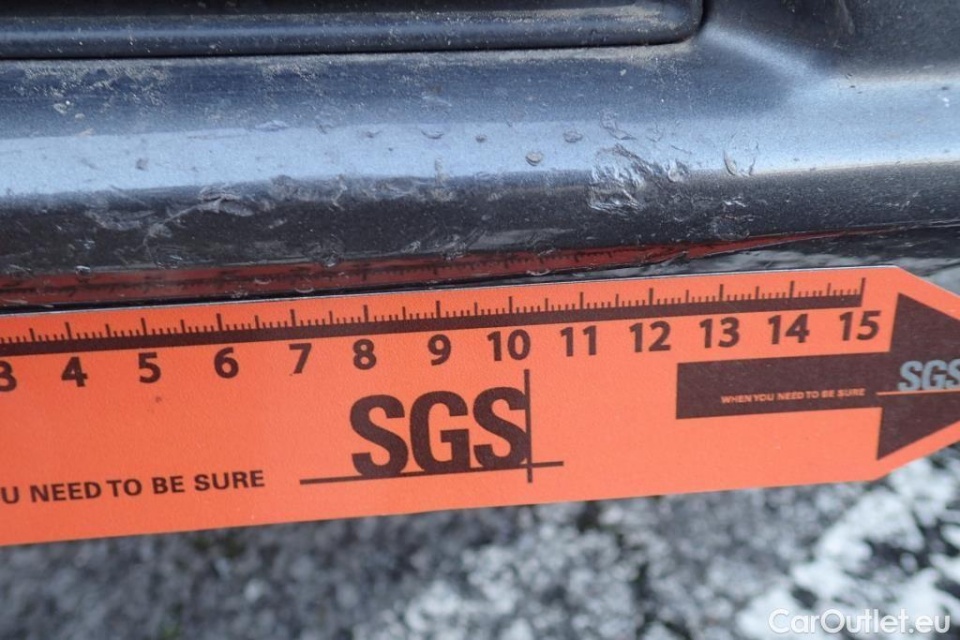 3 4 5 6 7 8 9 10 11 12 13 14 15
WHEN YOU NEED TO BE SURE SGS
SGS
U NEED TO BE SURE
CarOutlet.eu